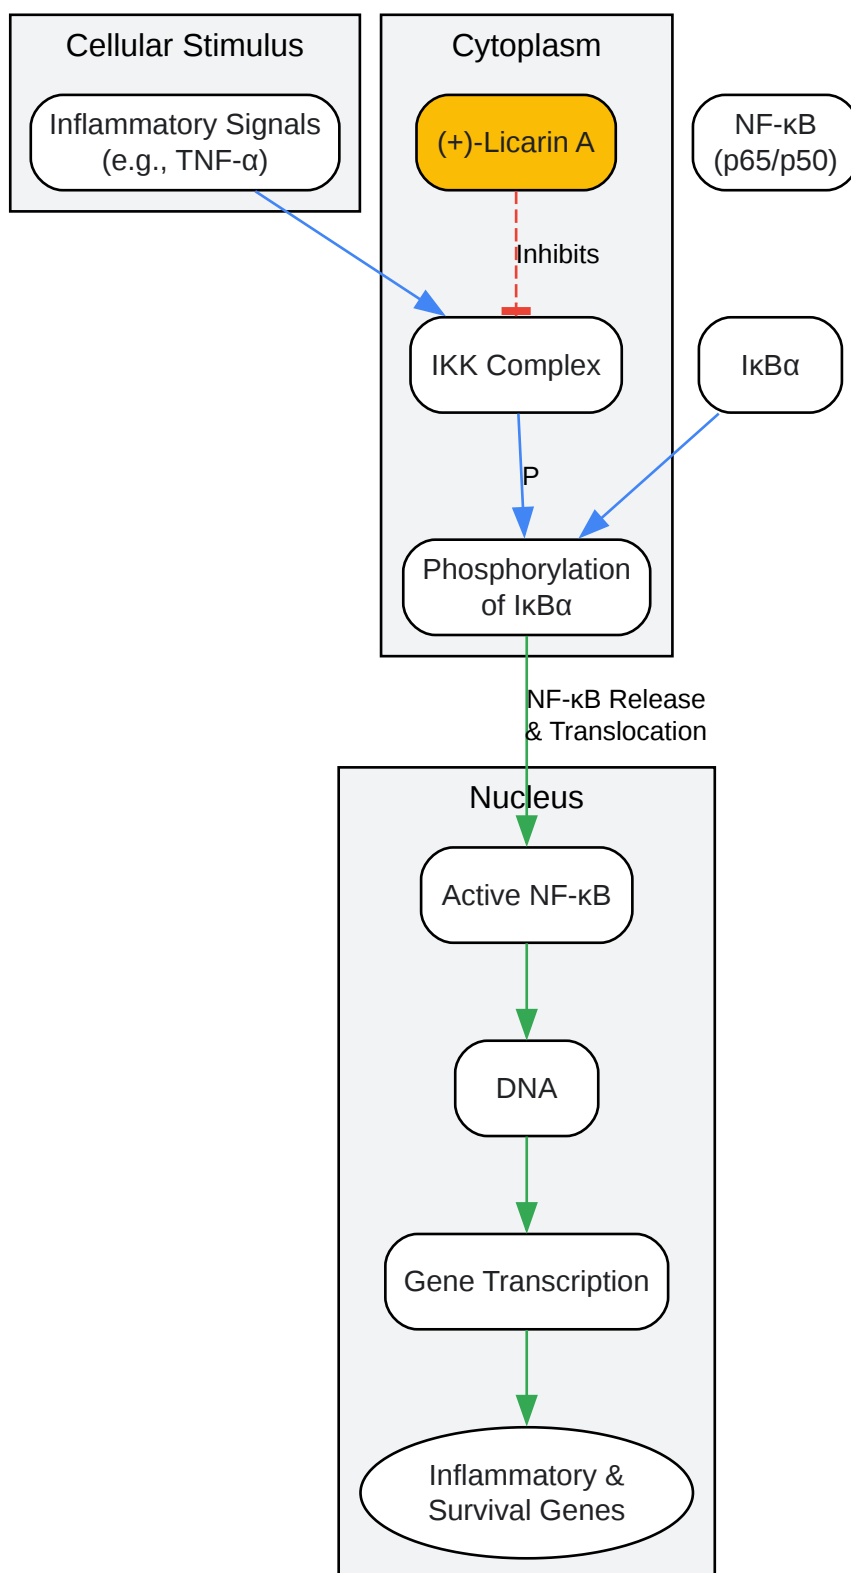 Cellular Stimulus
Inflammatory Signals
(e.g., TNF-α)
Cytoplasm
(+)-Licarin A
NF-κB
(p65/p50)
Inhibits
IKK Complex
IκBα
P
Phosphorylation
of IκBα
NF-κB Release
& Translocation
Nucleus
Active NF-κB
DNA
Gene Transcription
Inflammatory &
Survival Genes